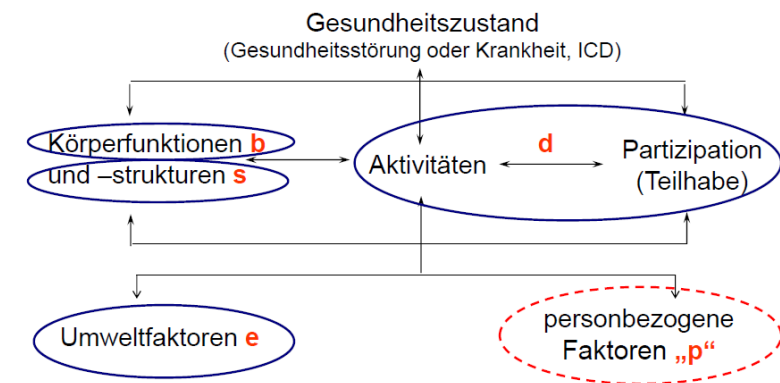 Gesundheitszustand
(Gesundheitsstörung oder Krankheit, ICD)
Körperfunktionen b
und –strukturen s
Aktivitäten
d
Partizipation
(Teilhabe)
Umweltfaktoren e
personbezogene
Faktoren „p“